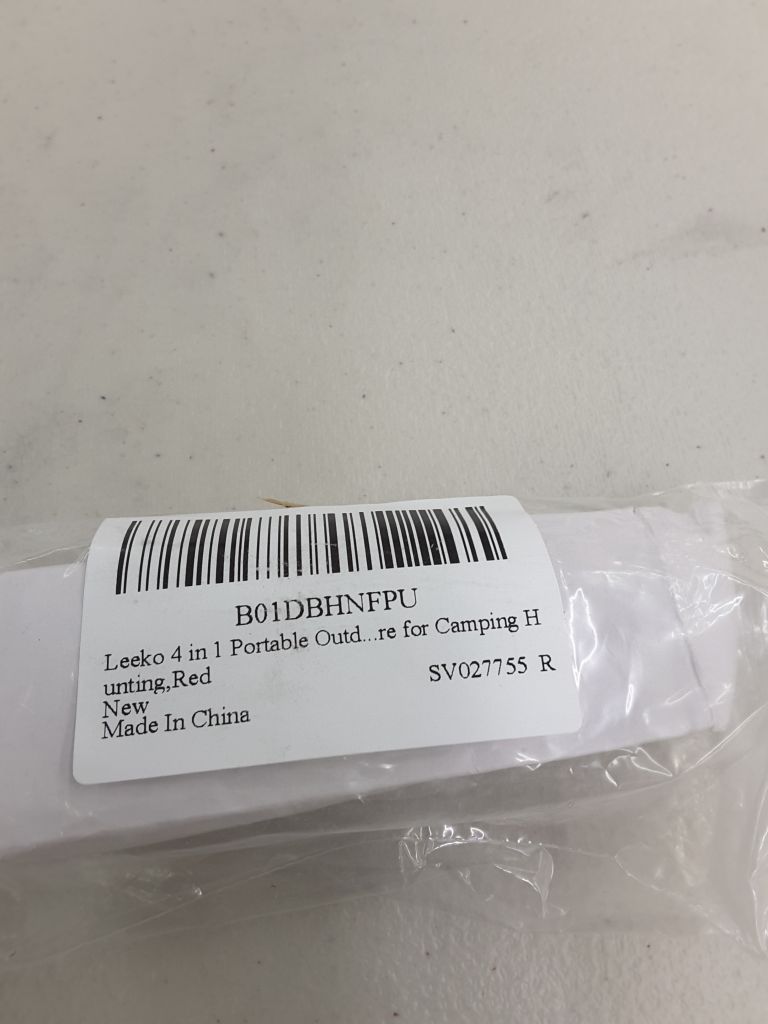 B01DBHNFPU
Leeko 4 in 1 Portable Outd...re for Camping H
unting,Red
SV027755 R
New
Made In China